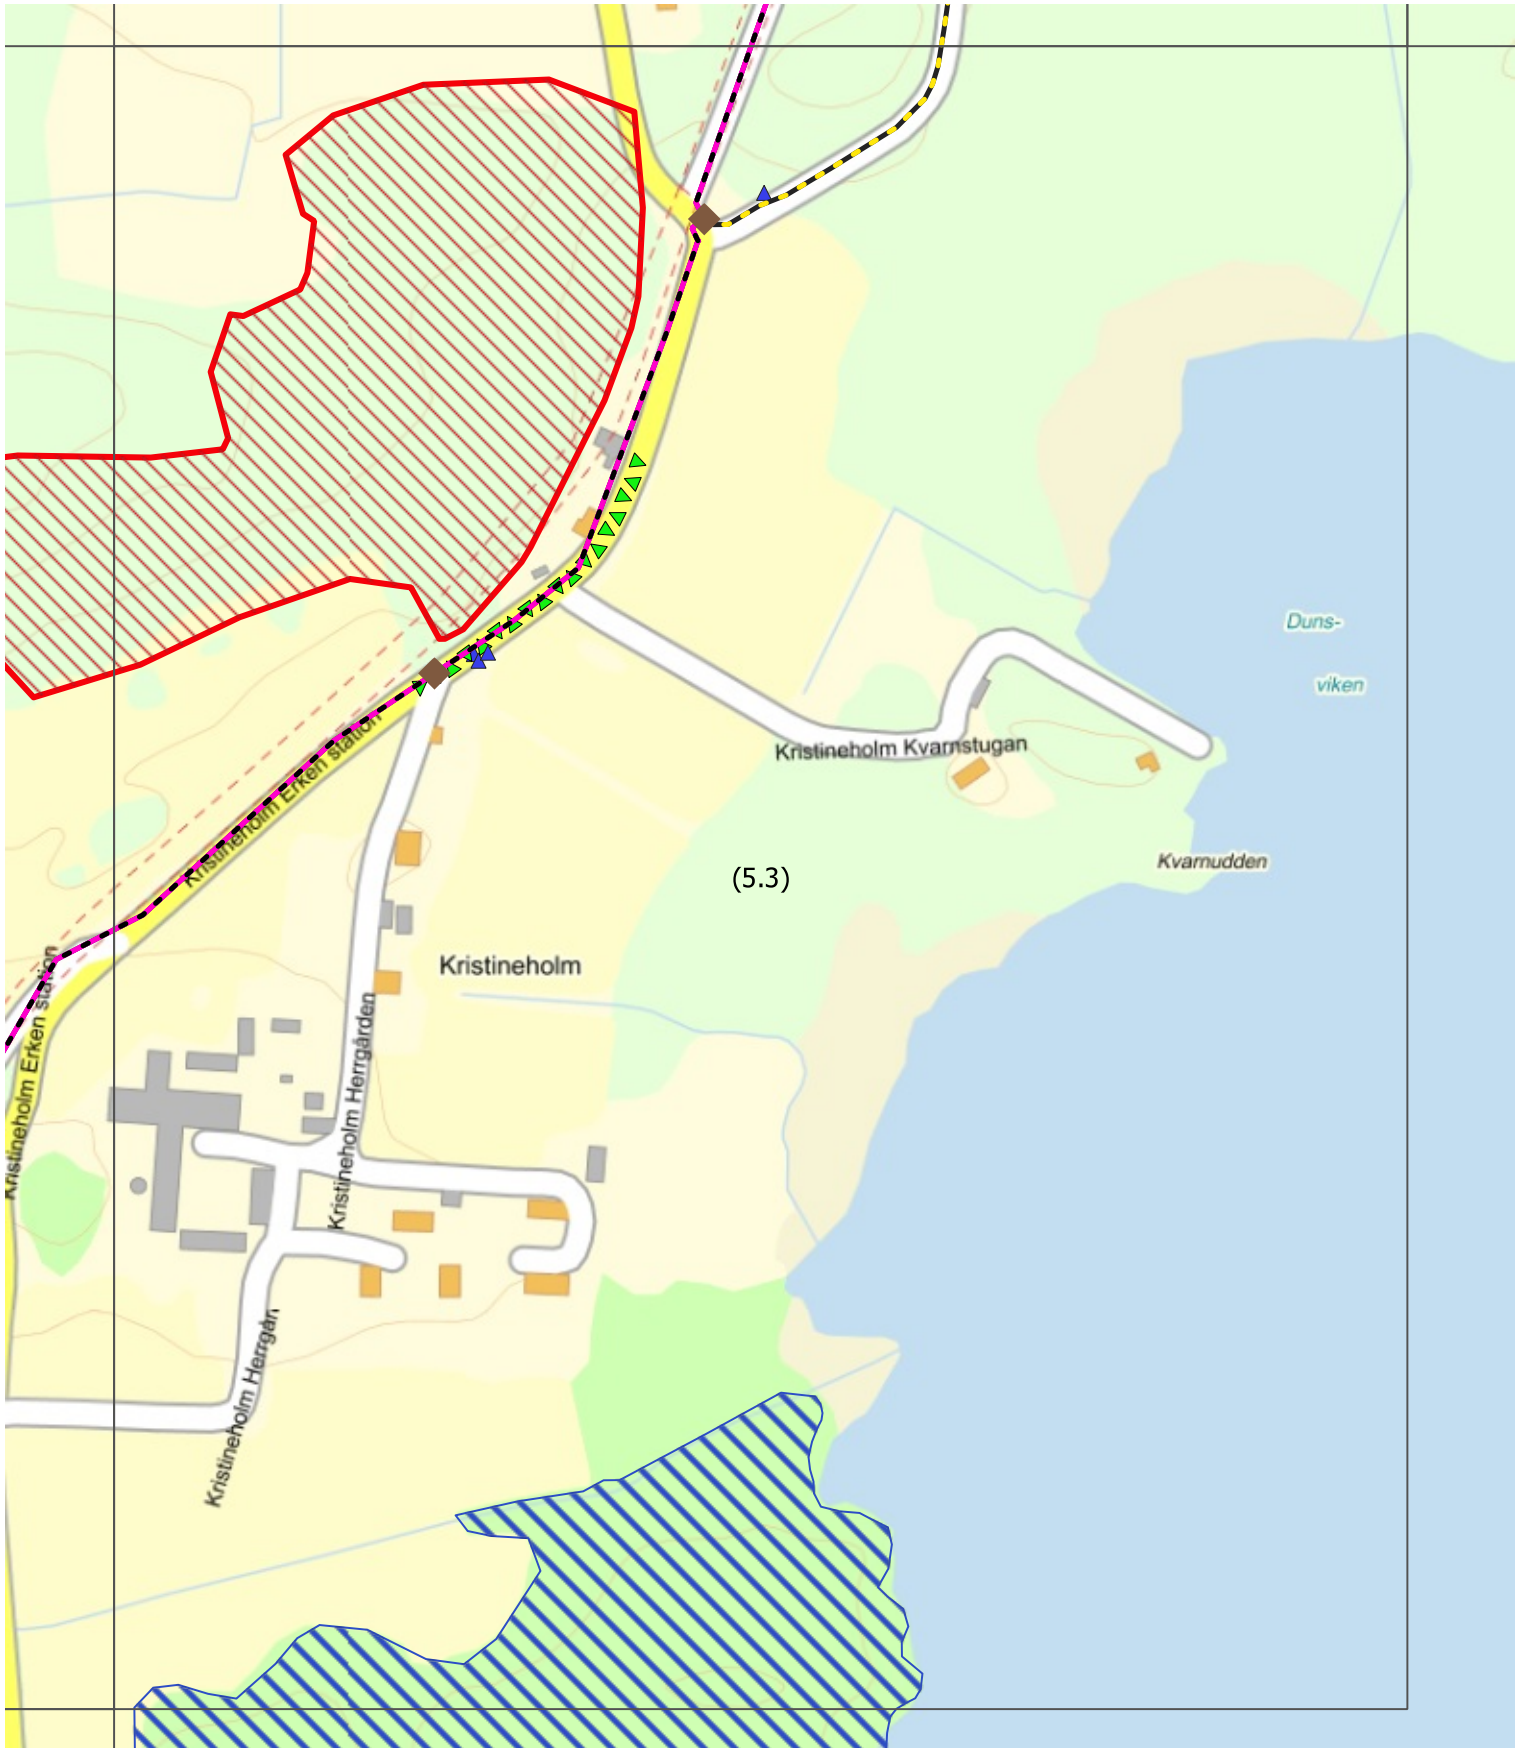 Duns-
viken
Kristineholm Erken station
Kristineholm Kvarnstugan
Kvarnudden
(5.3)
Kristineholm
Kristineholm Erken station
Kristineholm Herrgården
Kristineholm Herrgån